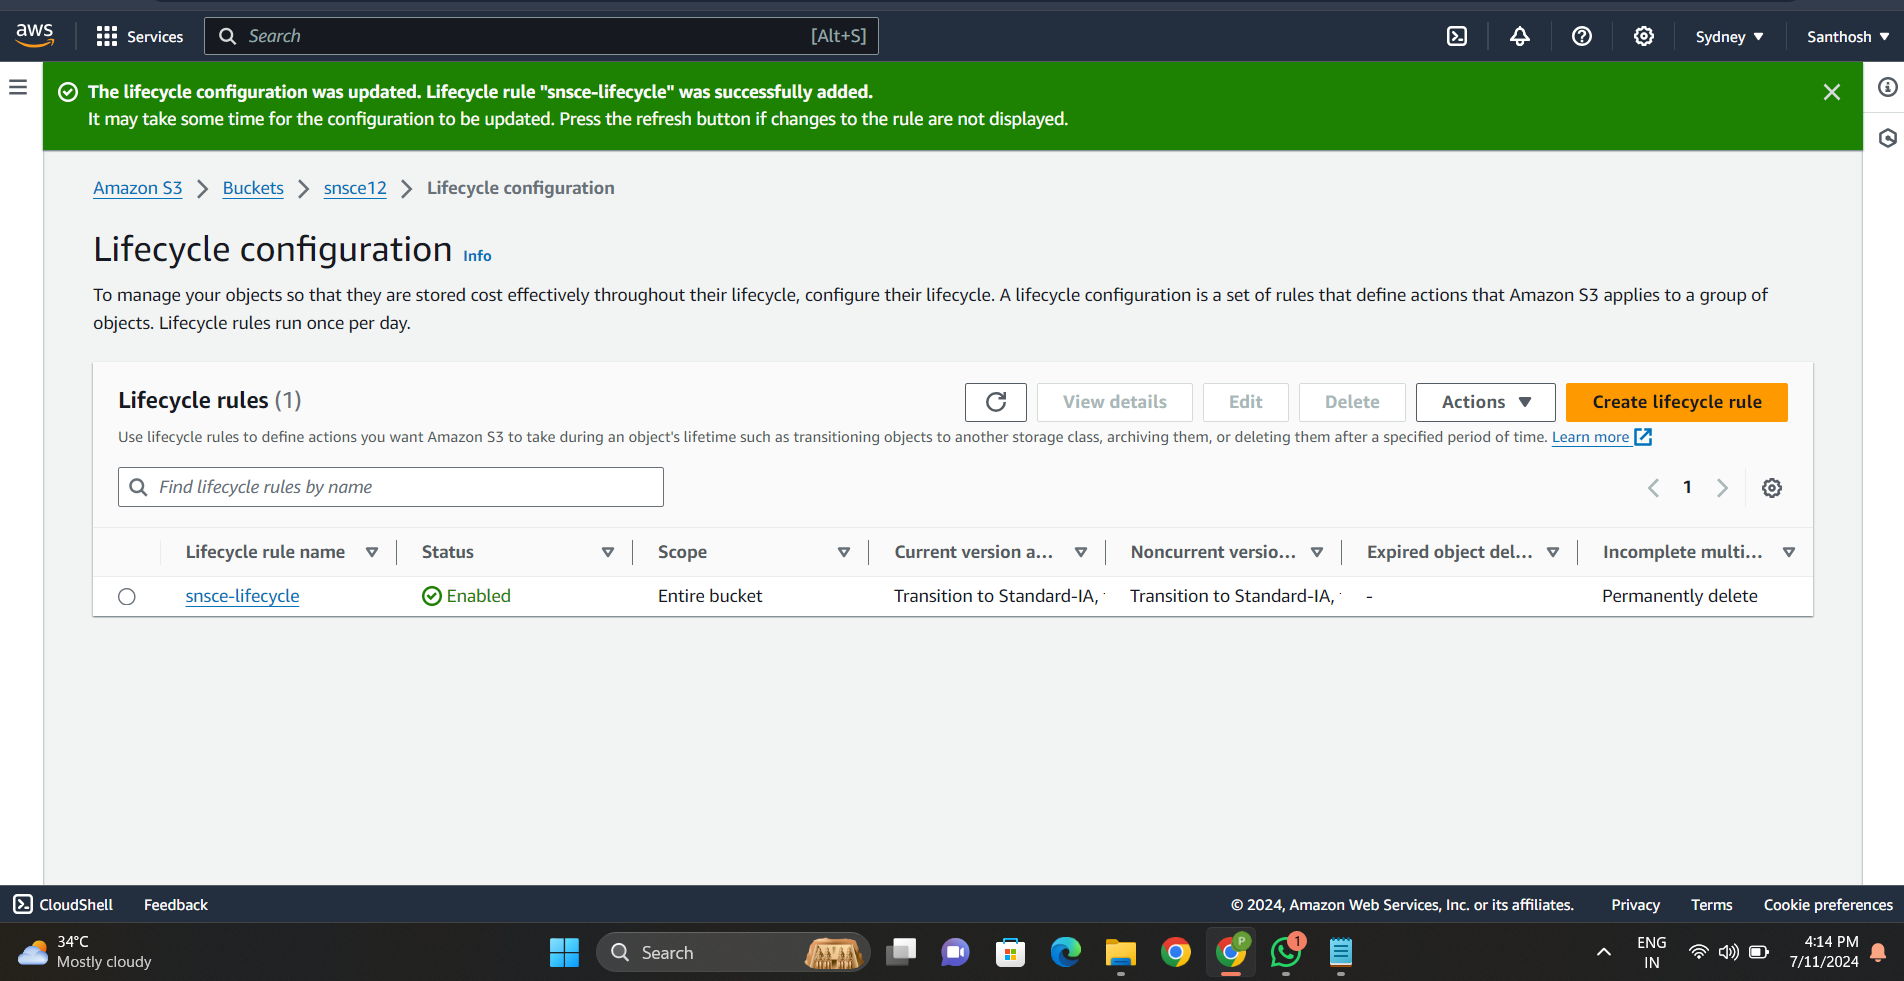 aws
Services
Search
[Alt+S]
Sydney
Santhosh
The lifecycle configuration was updated. Lifecycle rule "snsce-lifecycle" was successfully added.
It may take some time for the configuration to be updated. Press the refresh button if changes to the rule are not displayed.
Amazon S3
Buckets
snsce12
Lifecycle configuration
Lifecycle configuration Info
To manage your objects so that they are stored cost effectively throughout their lifecycle, configure their lifecycle. A lifecycle configuration is a set of rules that define actions that Amazon S3 applies to a group of
objects. Lifecycle rules run once per day.
Lifecycle rules (1)
View details
Edit
Delete
Actions
Create lifecycle rule
Use lifecycle rules to define actions you want Amazon S3 to take during an object's lifetime such as transitioning objects to another storage class, archiving them, or deleting them after a specified period of time. Learn more
Find lifecycle rules by name
1
Lifecycle rule name
Status
Scope
Current version a...
Noncurrent versio...
Expired object del...
Incomplete multi...
snsce-lifecycle
Enabled
Entire bucket
Transition to Standard-IA,
Transition to Standard-IA,
-
Permanently delete
CloudShell
Feedback
© 2024, Amazon Web Services, Inc. or its affiliates.
Privacy
Terms
Cookie preferences
34°C
Mostly cloudy
Search
P
1
ENG
IN
4:14 PM
7/11/2024